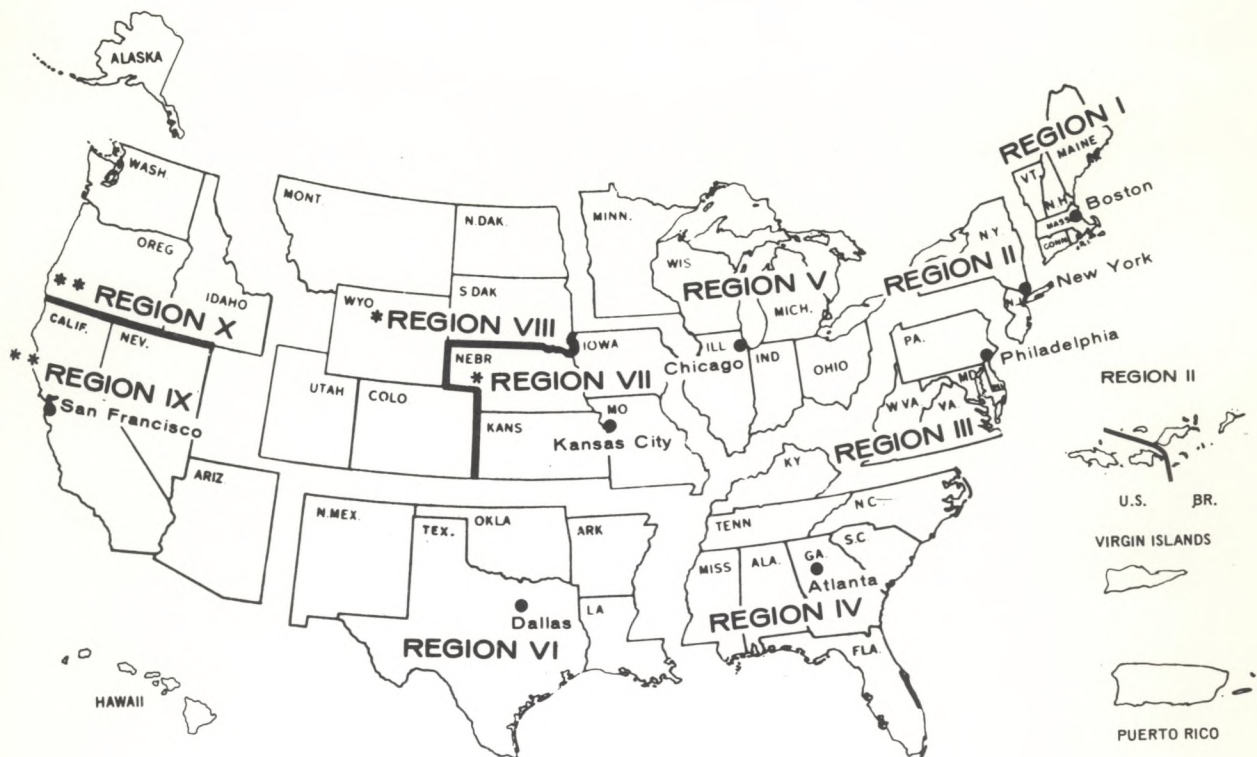 ALASKA
WASH
OREG
** REGION X
IDAHO
CALIF.
NEV.
** REGION IX
San Francisco
ARIZ.
HAWAII
MONT.
WYO
N.DAK.
S DAK
* REGION VIII
UTAH
COLO
NEBR
* REGION VII
KANS
IOWA
MO
Kansas City
N.MEX.
TEX.
OKLA
ARK
LA
Dallas
REGION VI
MINN.
WIS
REGION V
MICH.
ILL
Chicago
IND
OHIO
KY
TENN
N.C.
S.C.
MISS
ALA.
GA.
Atlanta
REGION IV
FLA.
REGION I
MAINE
VT.
N.H.
MASS
Boston
CONN
R.I.
N.Y.
REGION II
New York
N.J.
PA.
Philadelphia
MD
W VA.
VA.
REGION III
REGION II
U.S. BR.
VIRGIN ISLANDS
PUERTO RICO